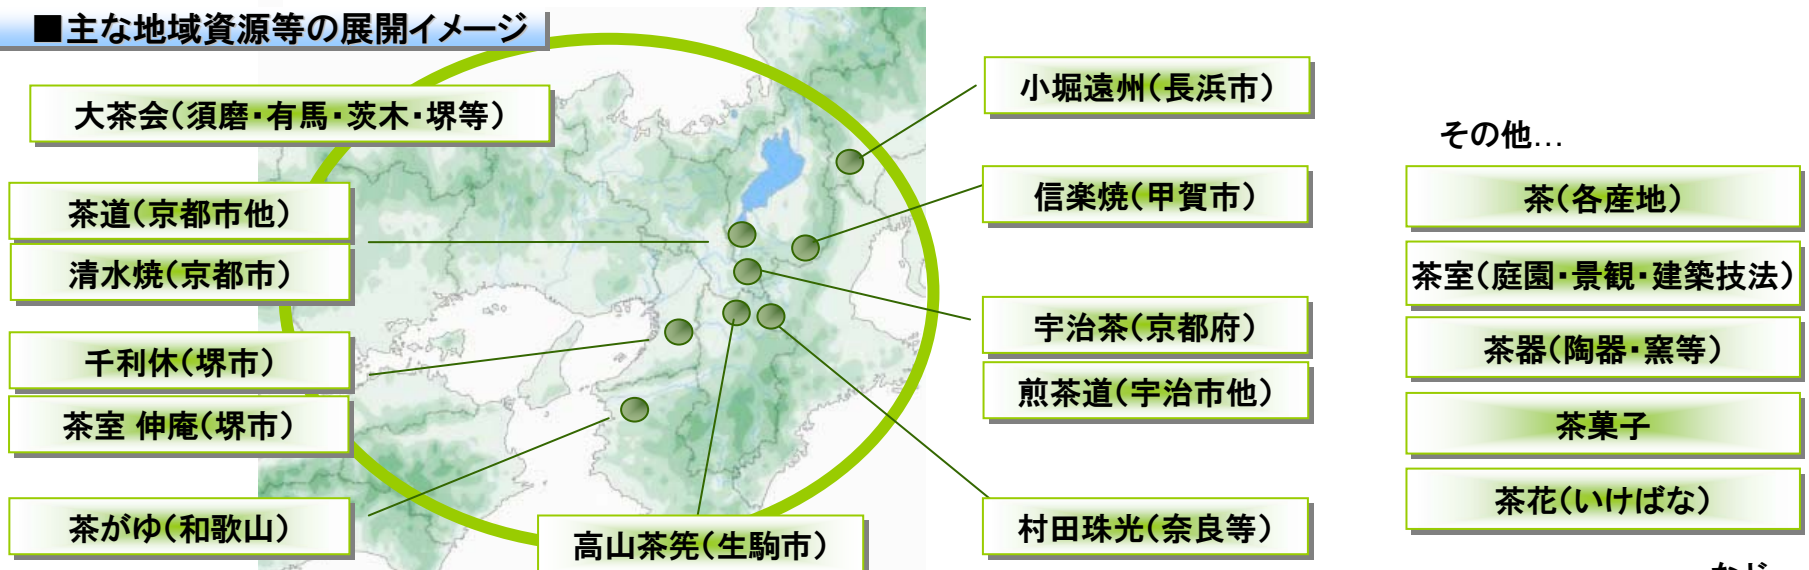 ■主な地域資源等の展開イメージ
大茶会(須磨・有馬・茨木・堺等)
茶道(京都市他)
清水焼(京都市)
千利休(堺市)
茶室 伸庵(堺市)
茶がゆ(和歌山)
高山茶筅(生駒市)
小堀遠州(長浜市)
信楽焼(甲賀市)
宇治茶(京都府)
煎茶道(宇治市他)
村田珠光(奈良等)
その他…
茶(各産地)
茶室(庭園・景観・建築技法)
茶器(陶器・窯等)
茶菓子
茶花(いけばな)
など